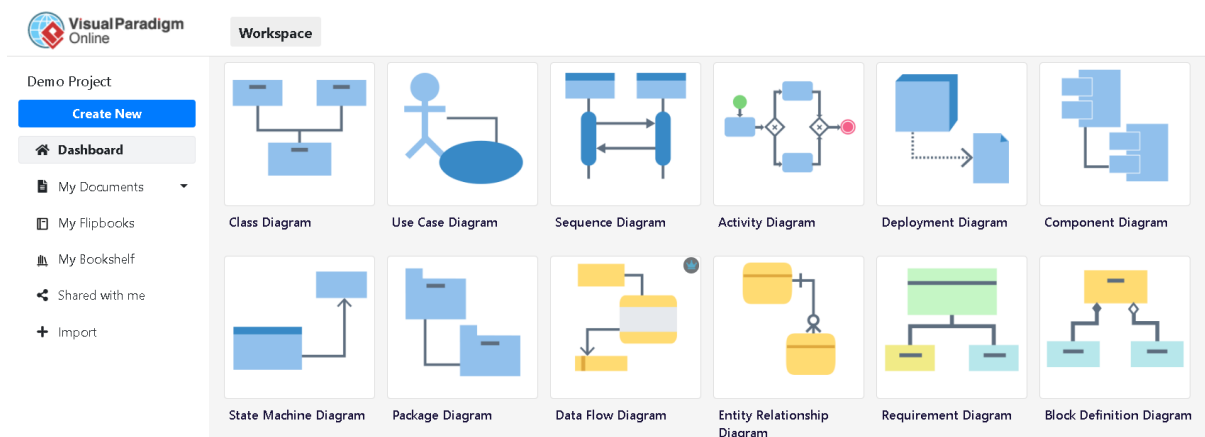 Visual Paradigm
Online
Workspace
Demo Project
Create New
Dashboard
My Documents
My Flipbooks
My Bookshelf
Shared with me
Import
Class Diagram
Use Case Diagram
Sequence Diagram
Activity Diagram
Deployment Diagram
Component Diagram
State Machine Diagram
Package Diagram
Data Flow Diagram
Entity Relationship
Diagram
Requirement Diagram
Block Definition Diagram